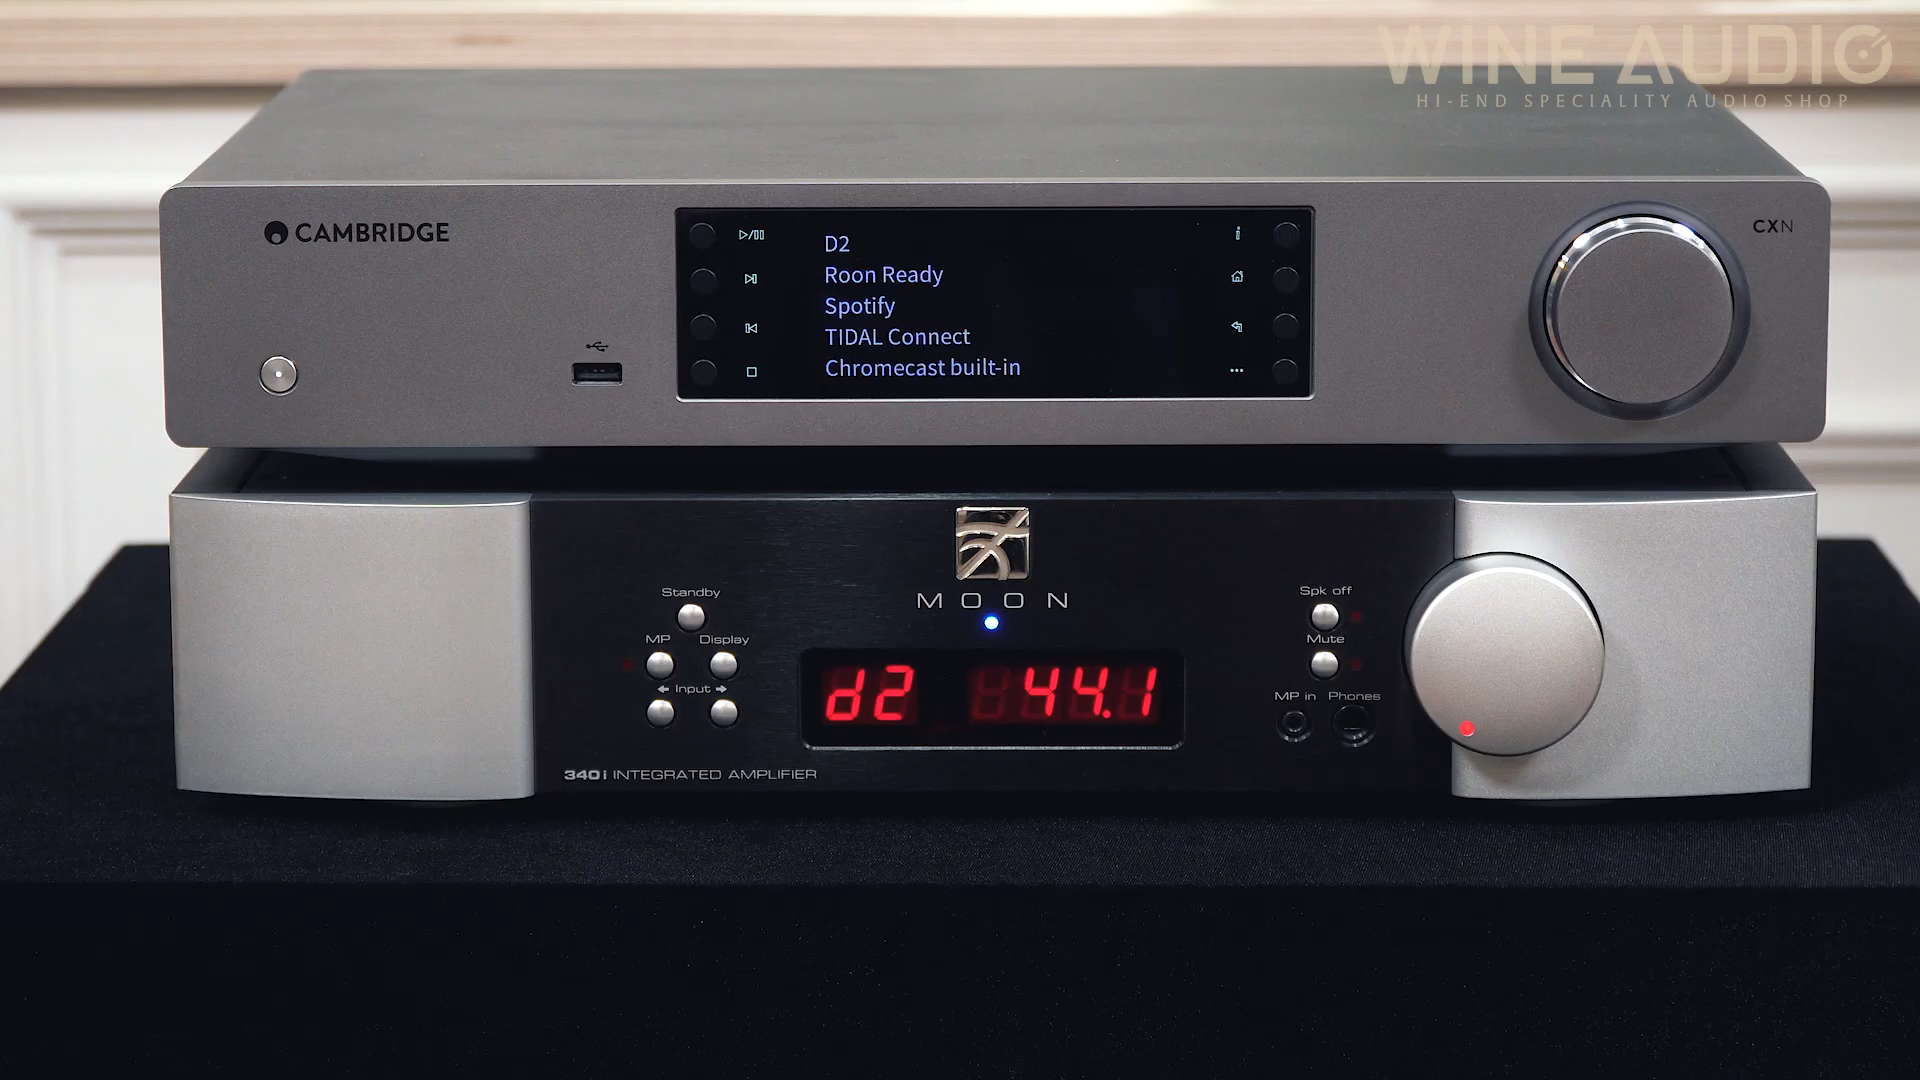 WINE AUDIO
HI-END SPECIALITY AUDIO SHOP
CAMBRIDGE
CXN
D2
Roon Ready
Spotify
TIDAL Connect
Chromecast built-in
MOON
Standby
MP Display
Input
Spk off
Mute
MP in Phones
d2 44.1
340i INTEGRATED AMPLIFIER